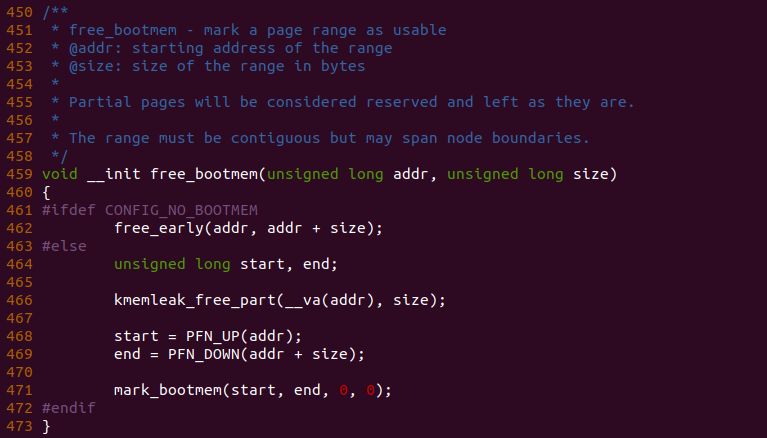 450 /**
451  * free_bootmem - mark a page range as usable
452  * @addr: starting address of the range
453  * @size: size of the range in bytes
454  *
455  * Partial pages will be considered reserved and left as they are.
456  *
457  * The range must be contiguous but may span node boundaries.
458  */
459 void __init free_bootmem(unsigned long addr, unsigned long size)
460 {
461 #ifdef CONFIG_NO_BOOTMEM
462         free_early(addr, addr + size);
463 #else
464         unsigned long start, end;
465
466         kmemleak_free_part(__va(addr), size);
467
468         start = PFN_UP(addr);
469         end = PFN_DOWN(addr + size);
470
471         mark_bootmem(start, end, 0, 0);
472 #endif
473 }